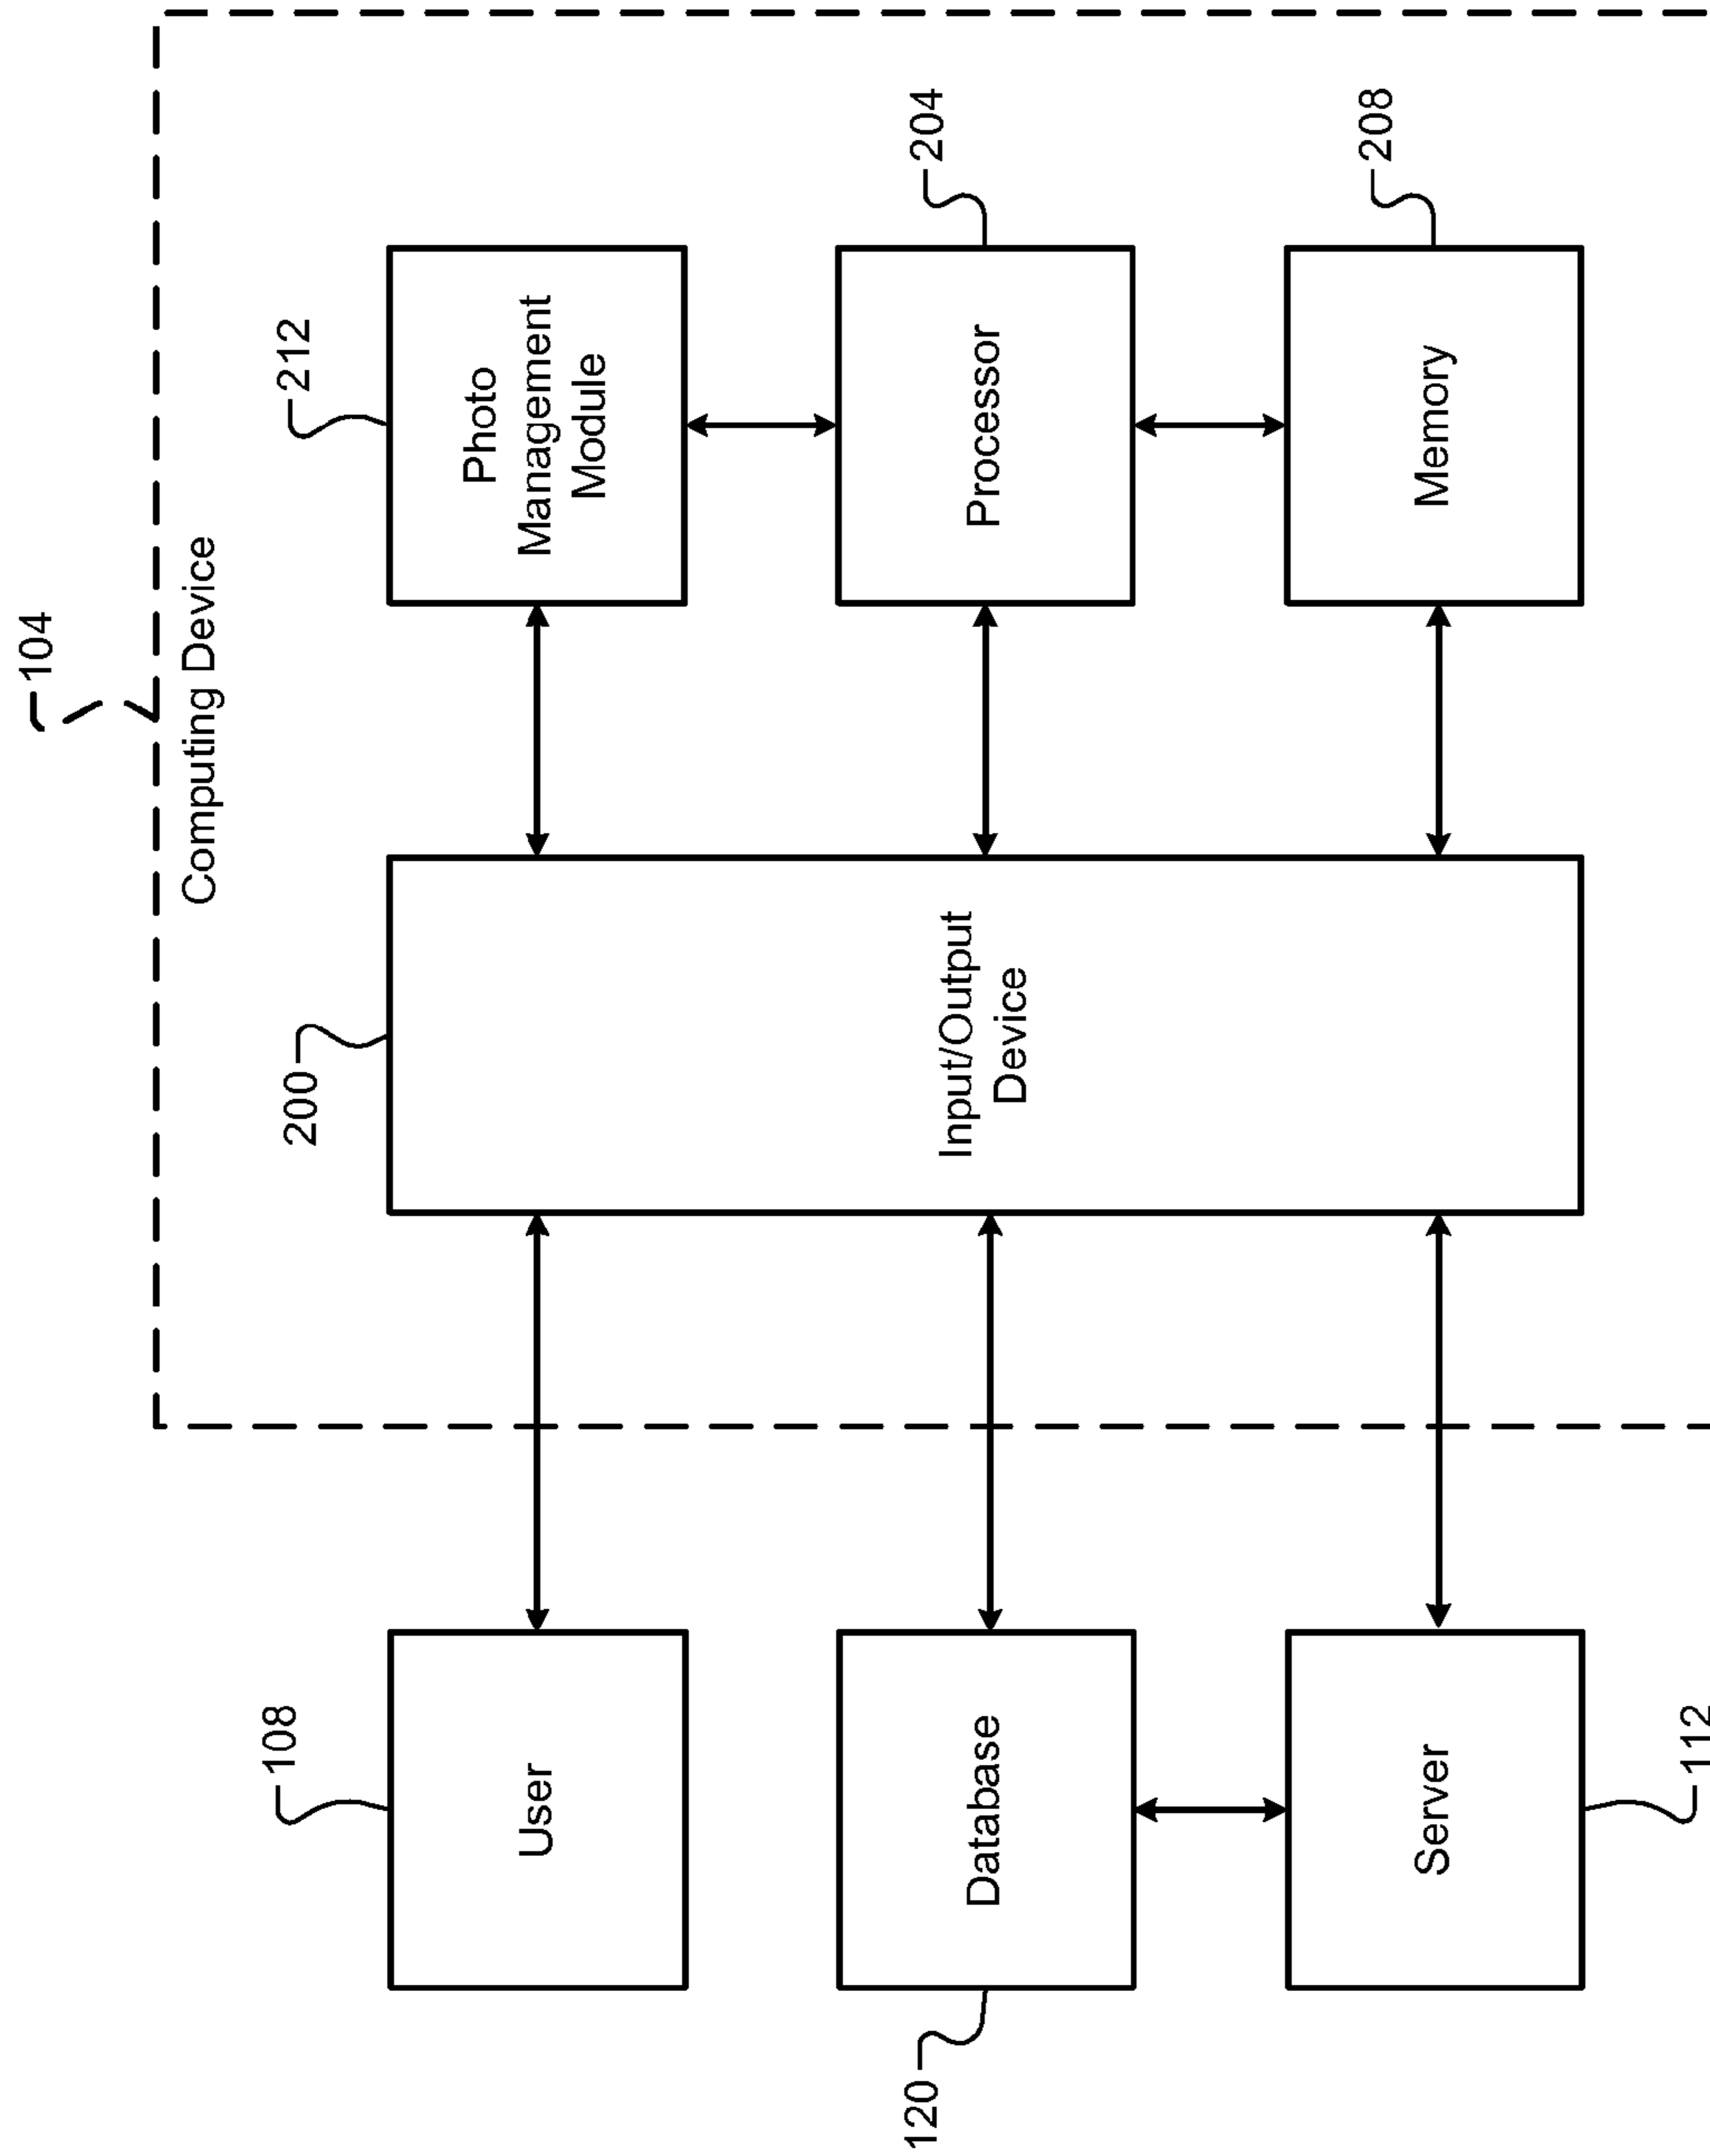 104
Computing Device
108
200
212
User
Input/Output
Device
Photo
Management
Module
120
Database
Processor
204
Server
Memory
208
112